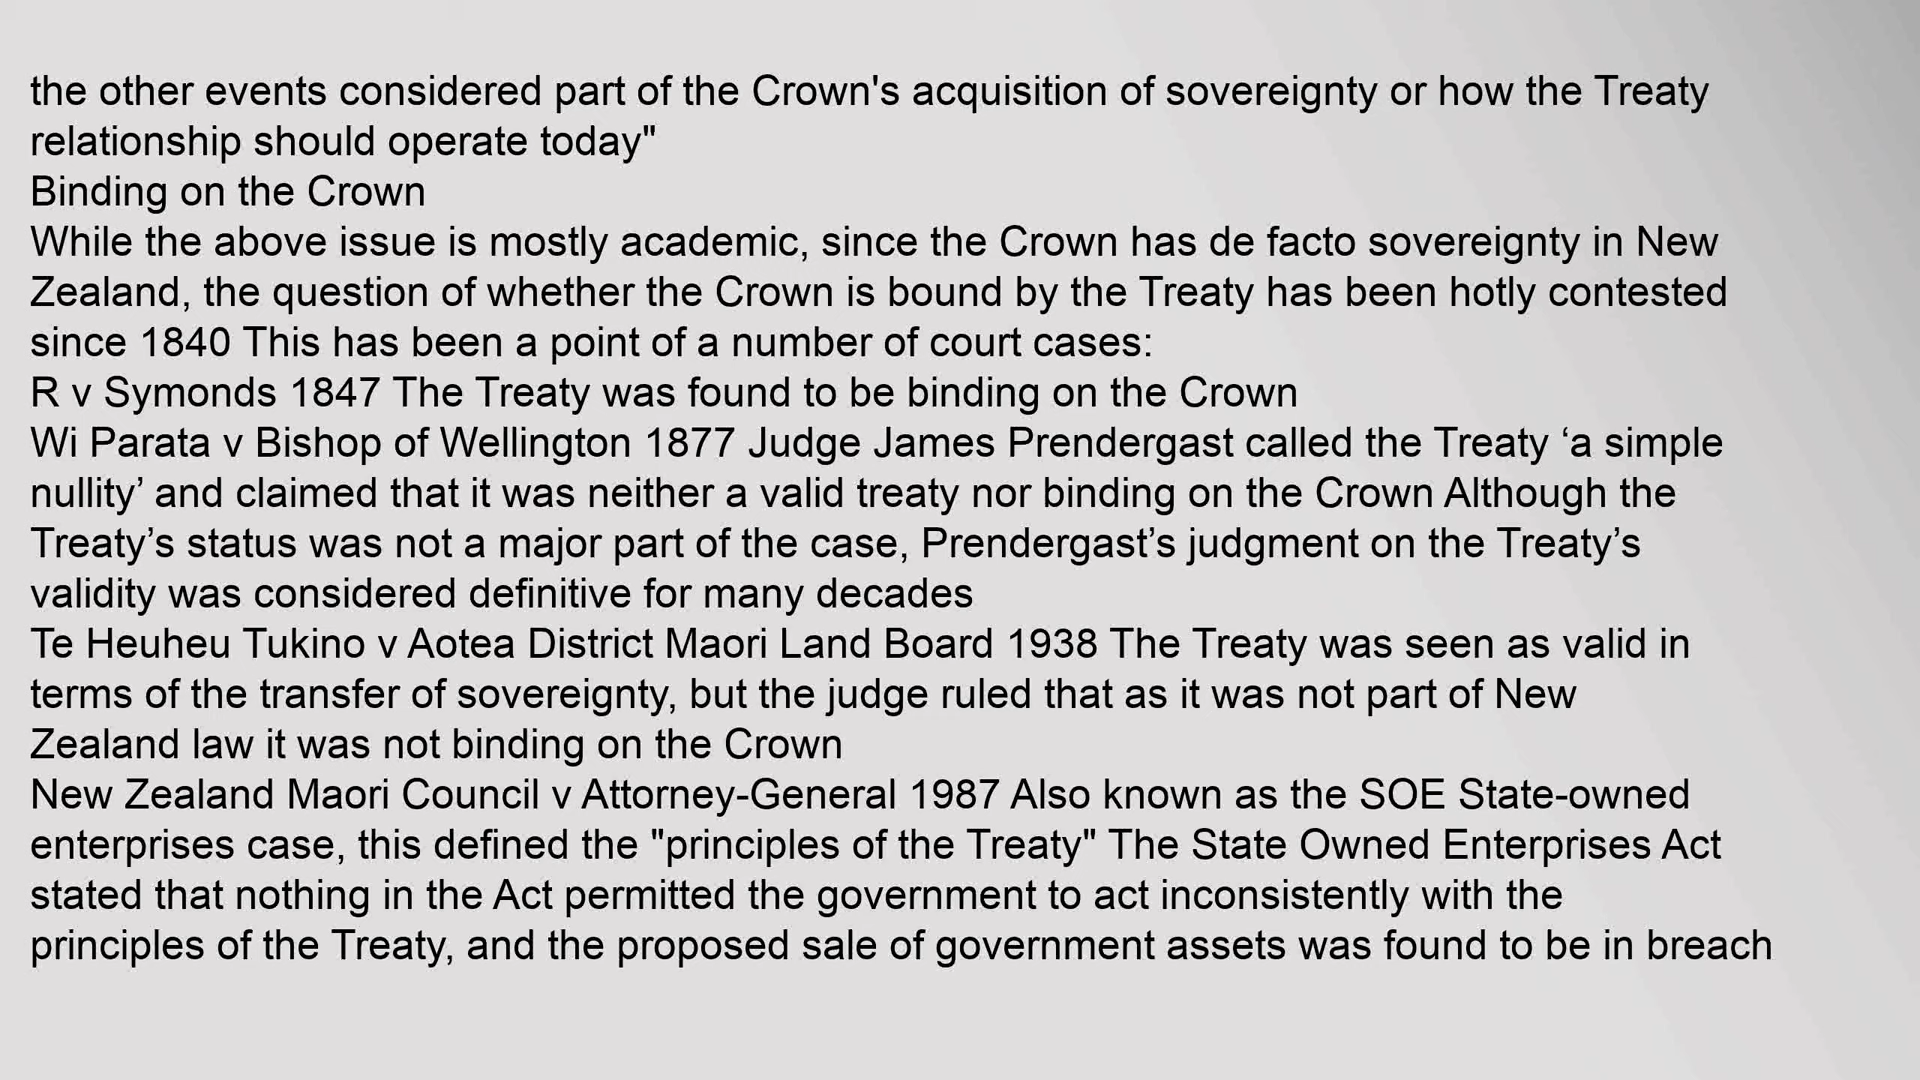 the other events considered part of the Crown's acquisition of sovereignty or how the Treaty
relationship should operate today"
Binding on the Crown
While the above issue is mostly academic, since the Crown has de facto sovereignty in New
Zealand, the question of whether the Crown is bound by the Treaty has been hotly contested
since 1840 This has been a point of a number of court cases:
R v Symonds 1847 The Treaty was found to be binding on the Crown
Wi Parata v Bishop of Wellington 1877 Judge James Prendergast called the Treaty ‘a simple
nullity’ and claimed that it was neither a valid treaty nor binding on the Crown Although the
Treaty’s status was not a major part of the case, Prendergast’s judgment on the Treaty’s
validity was considered definitive for many decades
Te Heuheu Tukino v Aotea District Maori Land Board 1938 The Treaty was seen as valid in
terms of the transfer of sovereignty, but the judge ruled that as it was not part of New
Zealand law it was not binding on the Crown
New Zealand Maori Council v Attorney-General 1987 Also known as the SOE State-owned
enterprises case, this defined the "principles of the Treaty" The State Owned Enterprises Act
stated that nothing in the Act permitted the government to act inconsistently with the
principles of the Treaty, and the proposed sale of government assets was found to be in breach